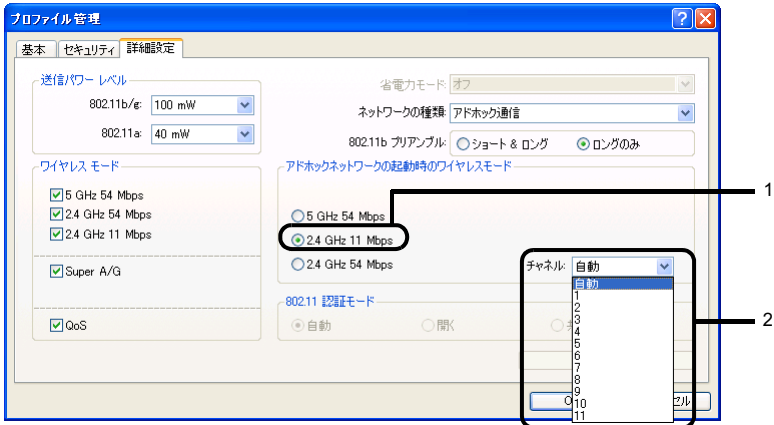 プロファイル管理
基本 セキュリティ 詳細設定
送信パワー レベル
802.11b/g: 100 mW
802.11a: 40 mW
省電力モード: オフ
ネットワークの種類: アドホック通信
802.11b プリアンブル: ショート & ロング ロングのみ
ワイヤレス モード
5 GHz 54 Mbps
2.4 GHz 54 Mbps
2.4 GHz 11 Mbps
Super A/G
QoS
アドホックネットワークの起動時のワイヤレスモード
5 GHz 54 Mbps
2.4 GHz 11 Mbps
2.4 GHz 54 Mbps
チャネル: 自動
自動
1
2
3
4
5
6
7
8
9
10
11
802.11 認証モード
自動 開く
1
2